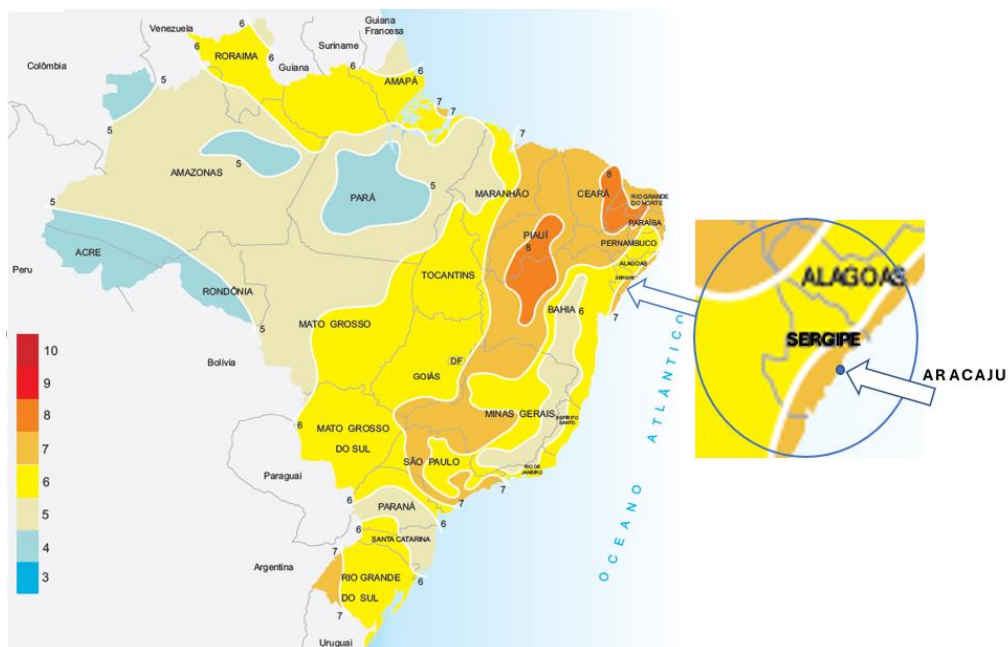 Venezuela
6
Guiana
Francesa
Suriname
6
RORAIMA
6
Guiana
6
6
AMAPÁ
Colômbia
5
7
7
5
7
AMAZONAS
5
5
PARÁ
MARANHÃO
CEARÁ
8
RIO GRANDE
DO NORTE
5
PARAÍBA
PIAUÍ
8
PERNAMBUCO
ACRE
ALAGOAS
Peru
TOCANTINS
SERGIPE
RONDÔNIA
BAHIA
6
7
5
MATO GROSSO
Bolívia
DF
GOIÁS
MINAS GERAIS
ESPÍRITO
SANTO
6
MATO GROSSO
DO SUL
SÃO PAULO
RIO DE
JANEIRO
Paraguai
7
7
6
PARANÁ
6
6
SANTA CATARINA
7
Argentina
RIO GRANDE
DO SUL
6
7
Uruguai
OCEANO ATLÂNTICO
10
9
8
7
6
5
4
3
ALAGOAS
SERGIPE
ARACAJU